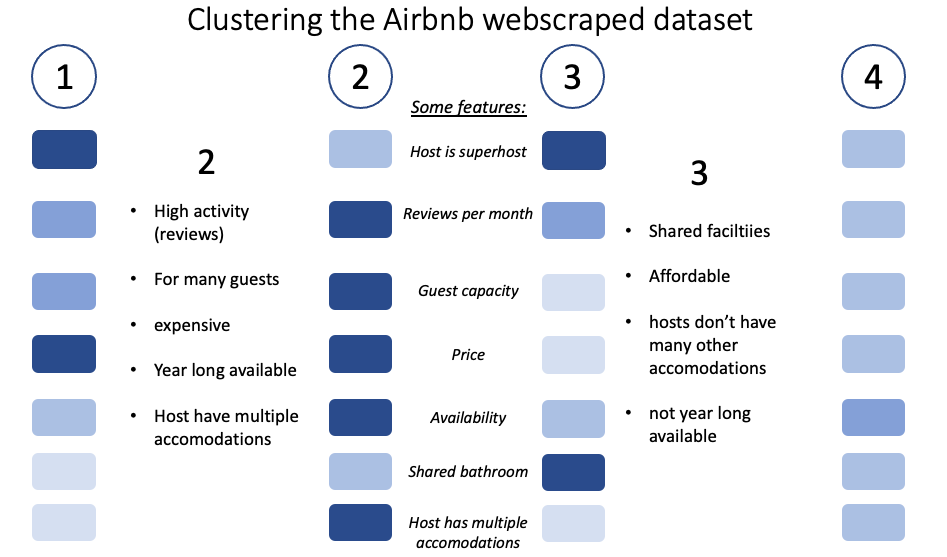 Clustering the Airbnb webscraped dataset
1
2
3
4
Some features:
Host is superhost
Reviews per month
Guest capacity
Price
Availability
Shared bathroom
Host has multiple
accomodations
2
• High activity
(reviews)
• For many guests
• expensive
• Year long available
• Host have multiple
accomodations
3
• Shared faciltiies
• Affordable
• hosts don’t have
many other
accomodations
• not year long
available